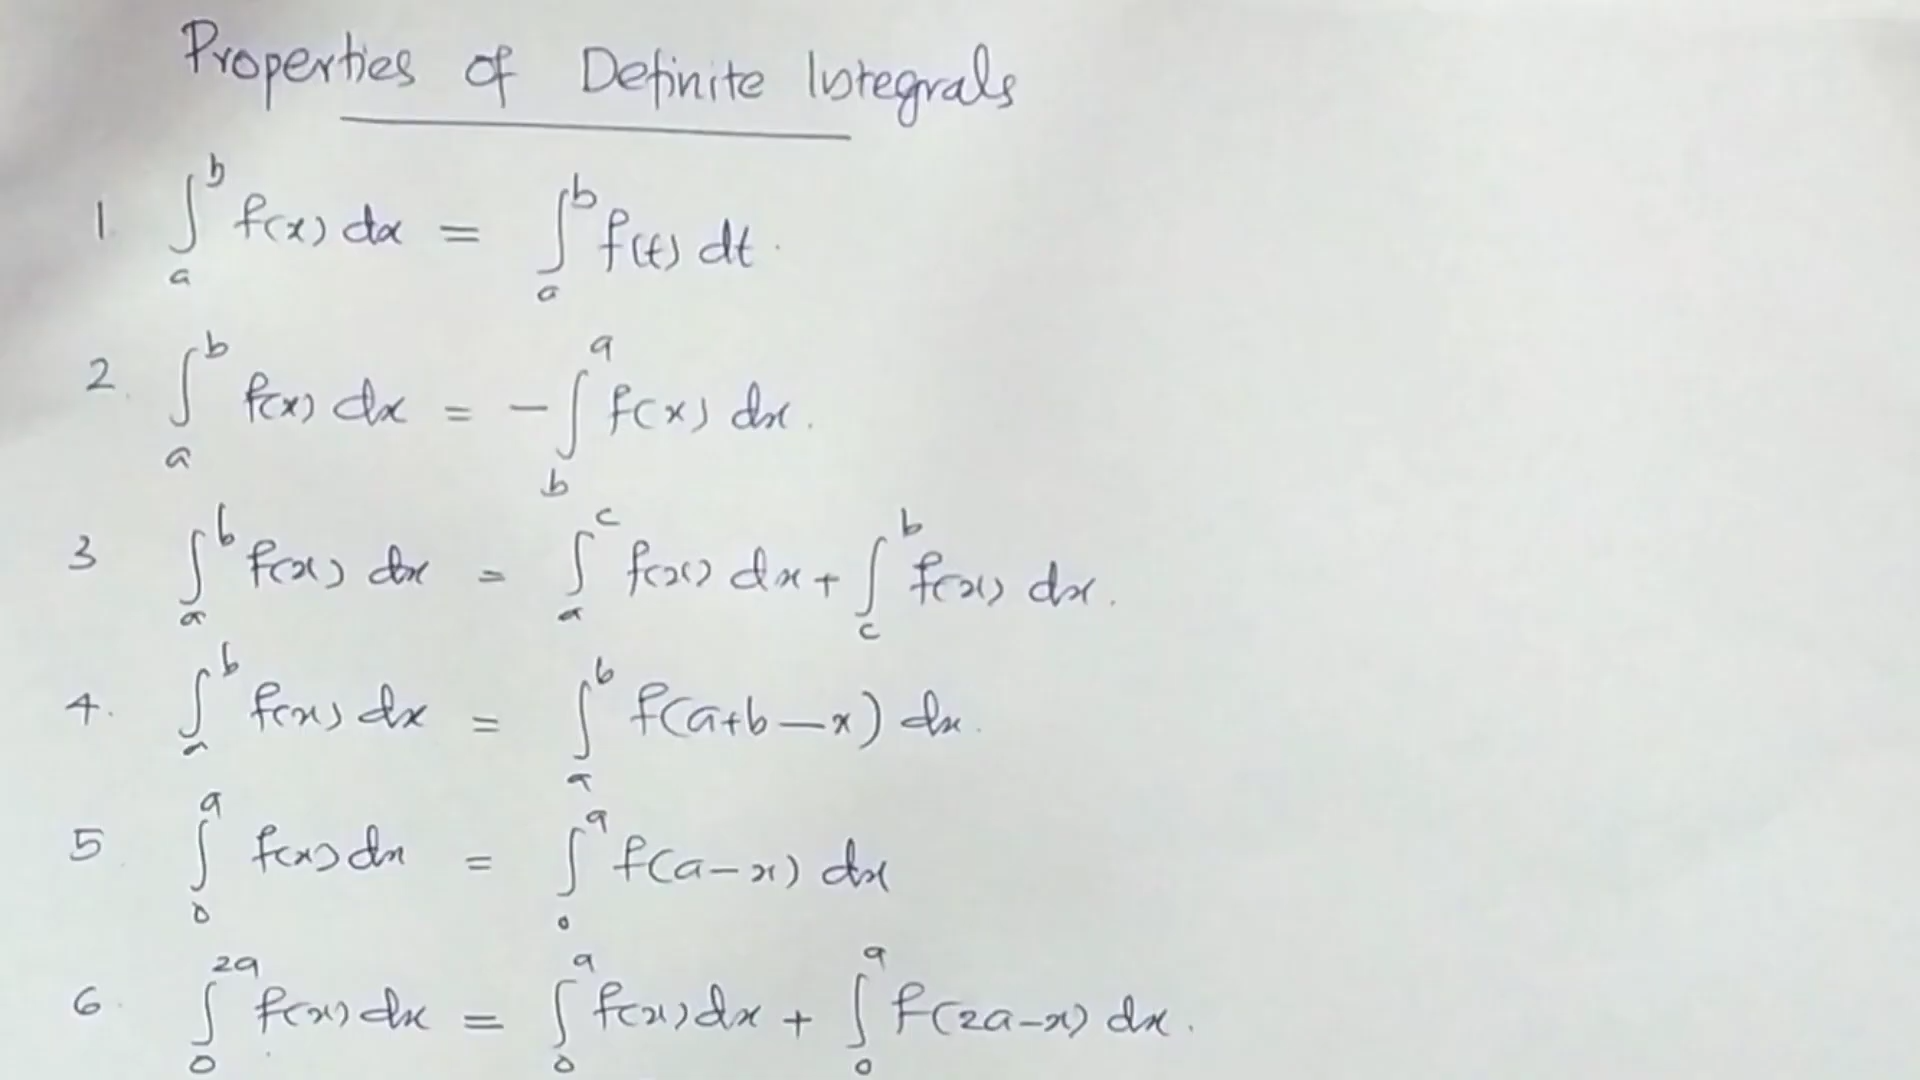 Properties of Definite Integrals
1. ∫_a^b f(x) dx = ∫_a^b f(t) dt.
2. ∫_a^b f(x) dx = -∫_b^a f(x) dx.
3 ∫_a^b f(x) dx = ∫_a^c f(x) dx + ∫_c^b f(x) dx.
4. ∫_a^b f(x) dx = ∫_a^b f(a+b-x) dx.
5 ∫_0^a f(x) dx = ∫_0^a f(a-x) dx
6. ∫_0^{2a} f(x) dx = ∫_0^a f(x) dx + ∫_0^a f(2a-x) dx.